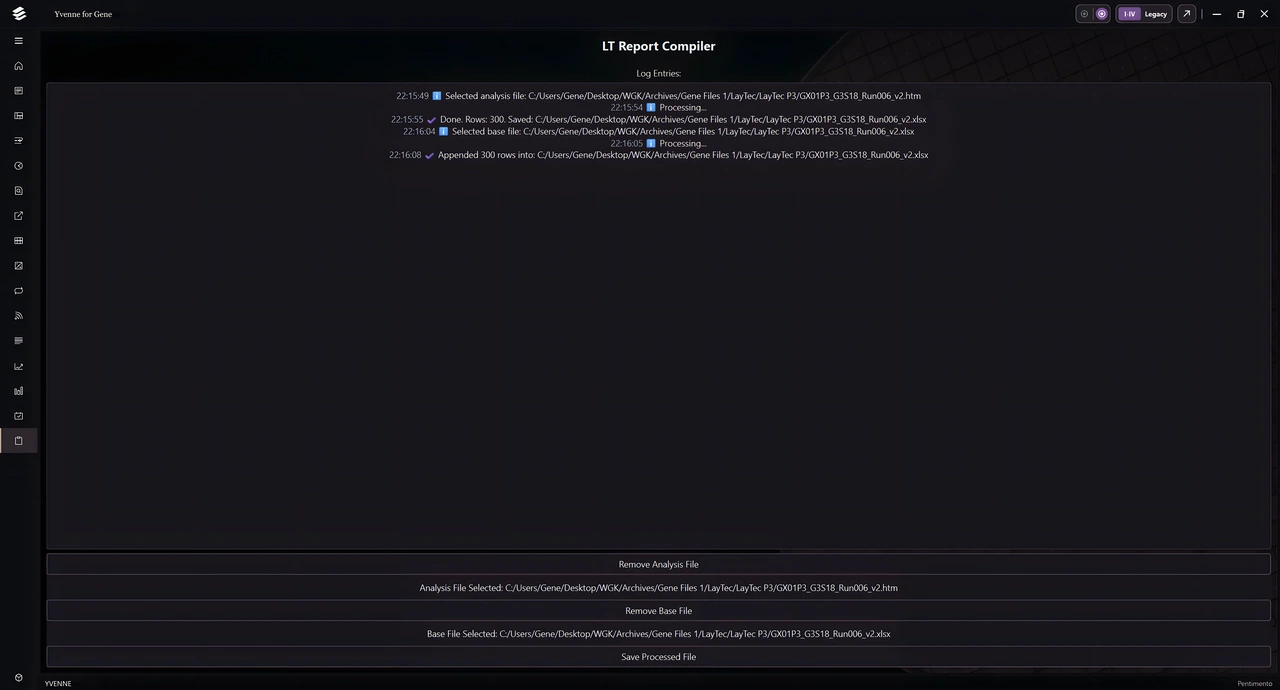 Yvenne for Gene
I-IV Legacy
LT Report Compiler
Log Entries:
22:15:49 Selected analysis file: C:/Users/Gene/Desktop/WGK/Archives/Gene Files 1/LayTec/LayTec P3/GX01P3_G3S18_Run006_v2.htm
22:15:54 Processing...
22:15:55 Done. Rows: 300. Saved: C:/Users/Gene/Desktop/WGK/Archives/Gene Files 1/LayTec/LayTec P3/GX01P3_G3S18_Run006_v2.xlsx
22:16:04 Selected base file: C:/Users/Gene/Desktop/WGK/Archives/Gene Files 1/LayTec/LayTec P3/GX01P3_G3S18_Run006_v2.xlsx
22:16:05 Processing...
22:16:08 Appended 300 rows into: C:/Users/Gene/Desktop/WGK/Archives/Gene Files 1/LayTec/LayTec P3/GX01P3_G3S18_Run006_v2.xlsx
Remove Analysis File
Analysis File Selected: C:/Users/Gene/Desktop/WGK/Archives/Gene Files 1/LayTec/LayTec P3/GX01P3_G3S18_Run006_v2.htm
Remove Base File
Base File Selected: C:/Users/Gene/Desktop/WGK/Archives/Gene Files 1/LayTec/LayTec P3/GX01P3_G3S18_Run006_v2.xlsx
Save Processed File
YVENNE
Pentimento